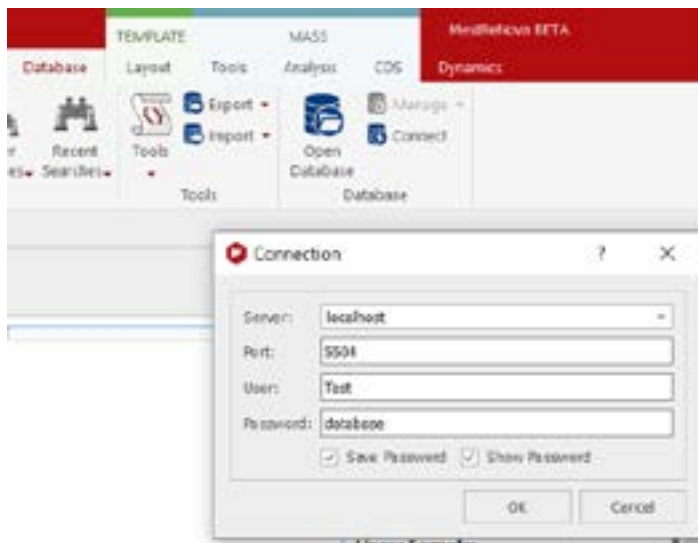 TEMPLATE MASS BETA
Database Layout Tools Analysis CDS Dynamics
Recent Searches
Tools
Export
Import
Tools
Open Database
Manage
Connect
Database
Connection ? ×
Server: localhost
Port: 5504
User: Test
Password: database
Save Password Show Password
OK Cancel